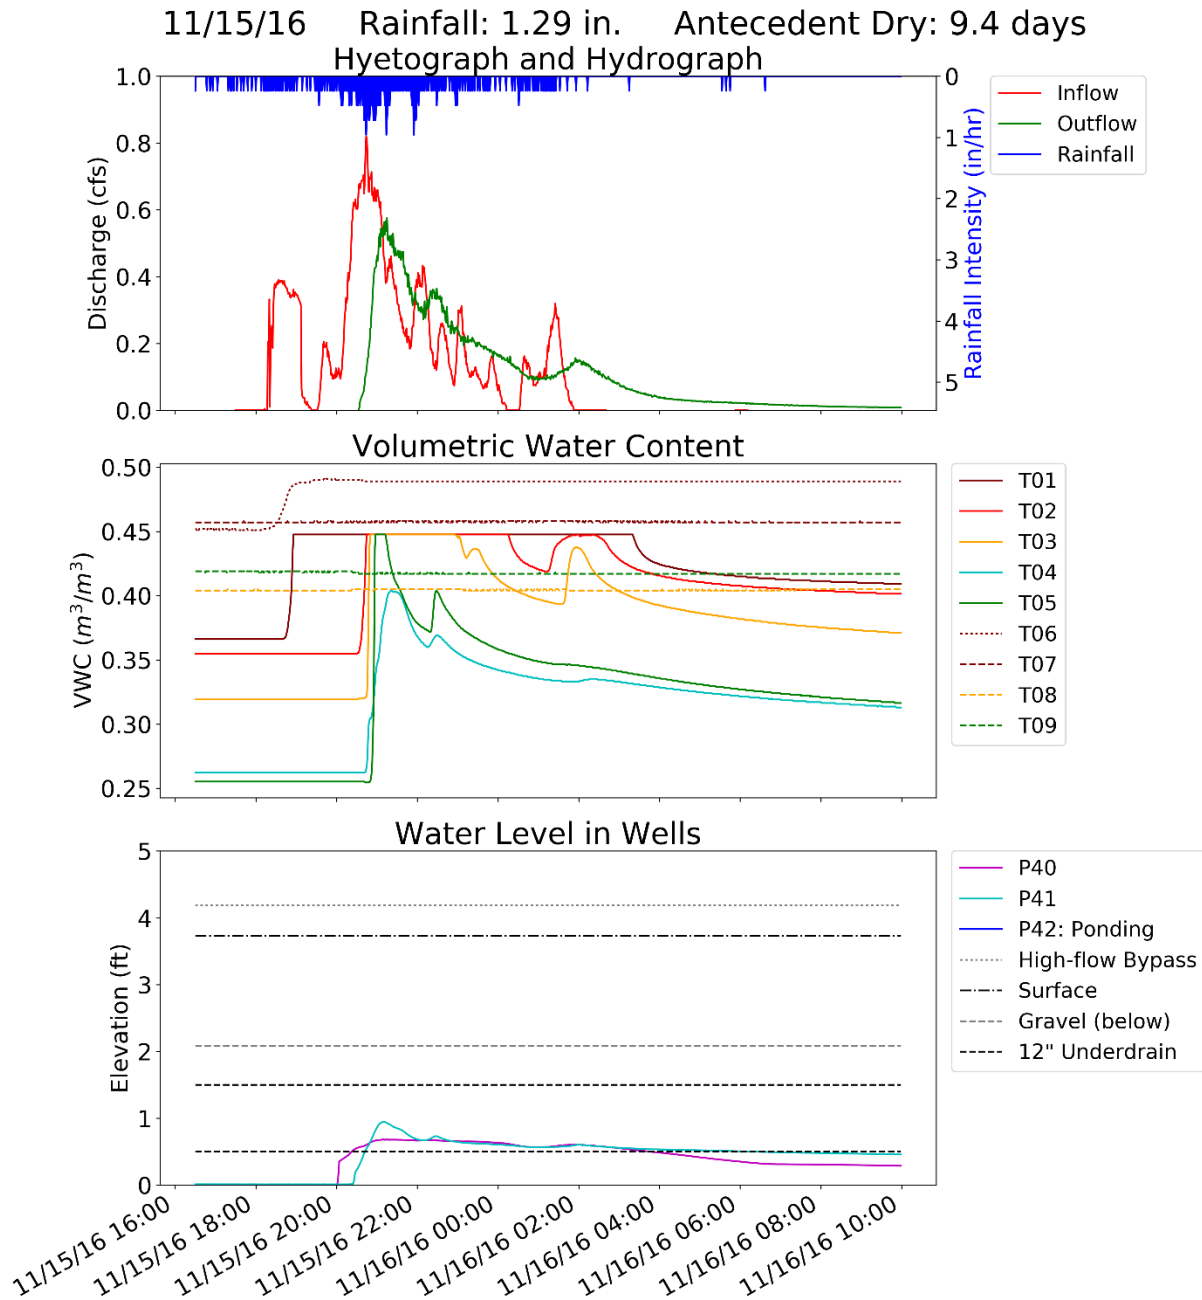 11/15/16 Rainfall: 1.29 in. Antecedent Dry: 9.4 days
Hyetograph and Hydrograph
1.0
0.8
0.6
0.4
0.2
0.0
Discharge (cfs)
0
1
2
3
4
5
Rainfall Intensity (in/hr)
Inflow
Outflow
Rainfall
Volumetric Water Content
0.50
0.45
0.40
0.35
0.30
0.25
VWC (m³/m³)
T01
T02
T03
T04
T05
T06
T07
T08
T09
Water Level in Wells
5
4
3
2
1
0
Elevation (ft)
P40
P41
P42: Ponding
High-flow Bypass
Surface
Gravel (below)
12" Underdrain
11/15/16 16:00
11/15/16 18:00
11/15/16 20:00
11/15/16 22:00
11/16/16 00:00
11/16/16 02:00
11/16/16 04:00
11/16/16 06:00
11/16/16 08:00
11/16/16 10:00